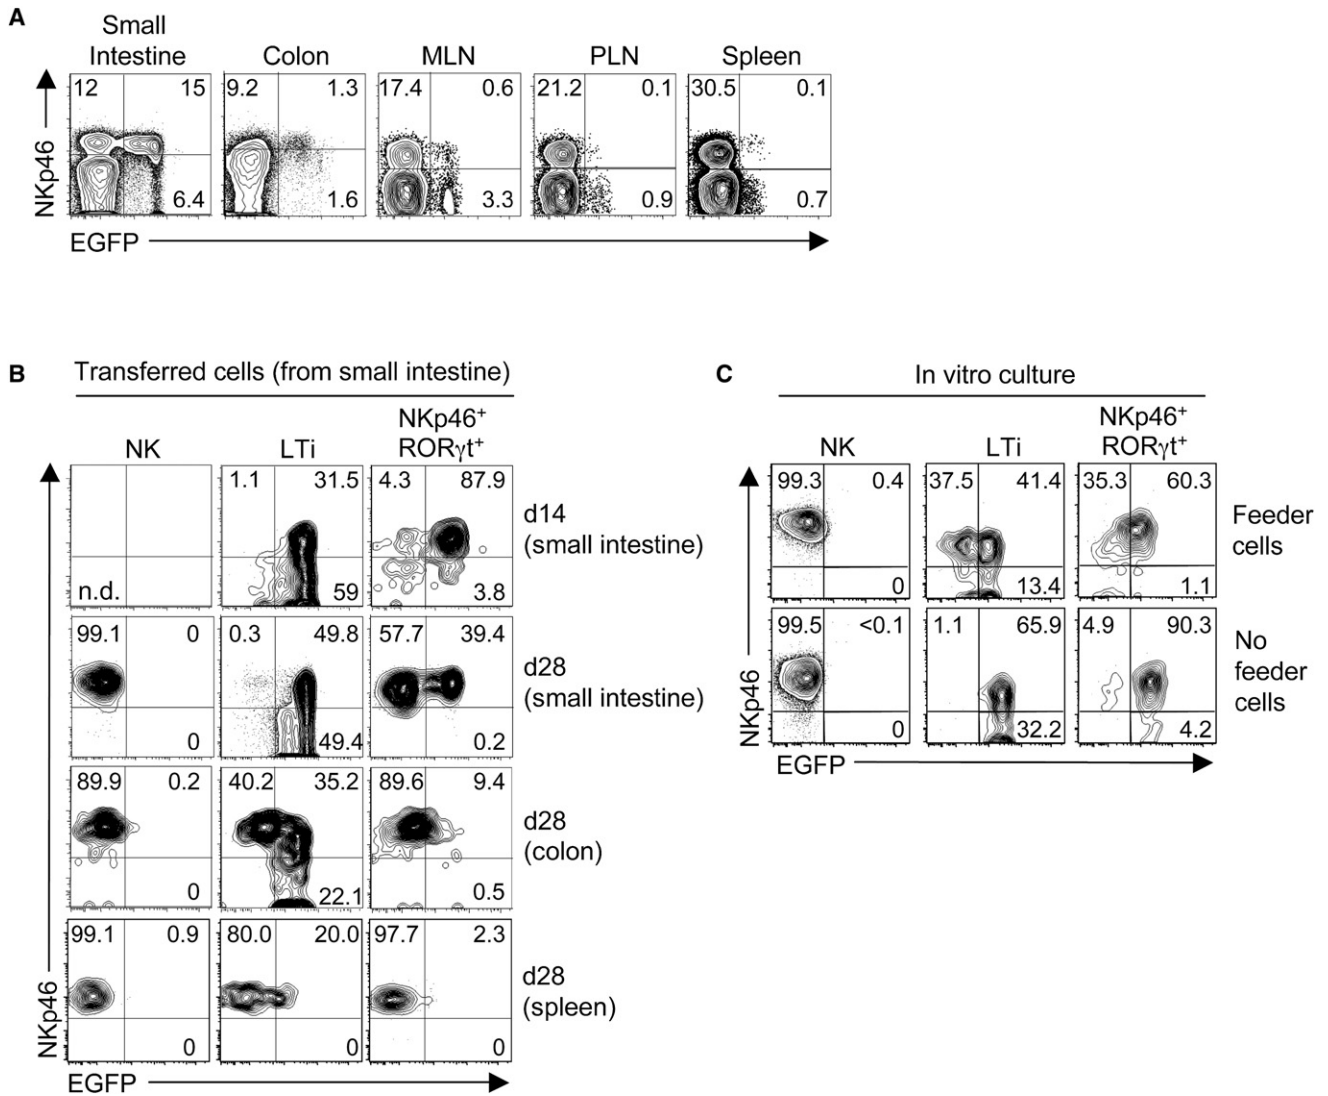 A
Small
Intestine
Colon
MLN
PLN
Spleen
12 15
6.4
9.2 1.3
1.6
17.4 0.6
3.3
21.2 0.1
0.9
30.5 0.1
0.7
NKp46
EGFP
B
Transferred cells (from small intestine)
NK
LTi
NKp46+
RORγt+
n.d.
1.1 31.5
59
4.3 87.9
3.8
d14
(small intestine)
99.1 0
0
0.3 49.8
49.4
57.7 39.4
0.2
d28
(small intestine)
89.9 0.2
0
40.2 35.2
22.1
89.6 9.4
0.5
d28
(colon)
99.1 0.9
0
80.0 20.0
0
97.7 2.3
0
d28
(spleen)
NKp46
EGFP
C
In vitro culture
NK
LTi
NKp46+
RORγt+
99.3 0.4
0
37.5 41.4
13.4
35.3 60.3
1.1
Feeder
cells
99.5 <0.1
0
1.1 65.9
32.2
4.9 90.3
4.2
No
feeder
cells
NKp46
EGFP